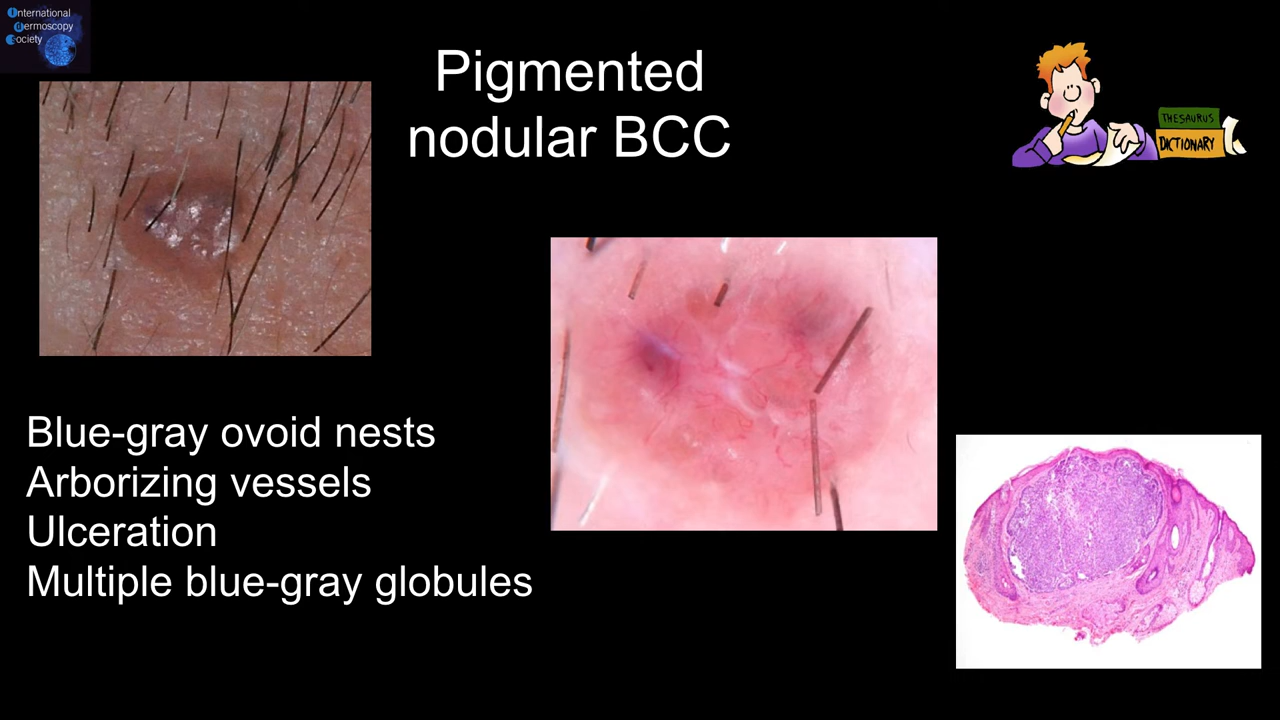 International
Dermoscopy
Society
Pigmented
nodular BCC
THESAURUS
DICTIONARY
Blue-gray ovoid nests
Arborizing vessels
Ulceration
Multiple blue-gray globules